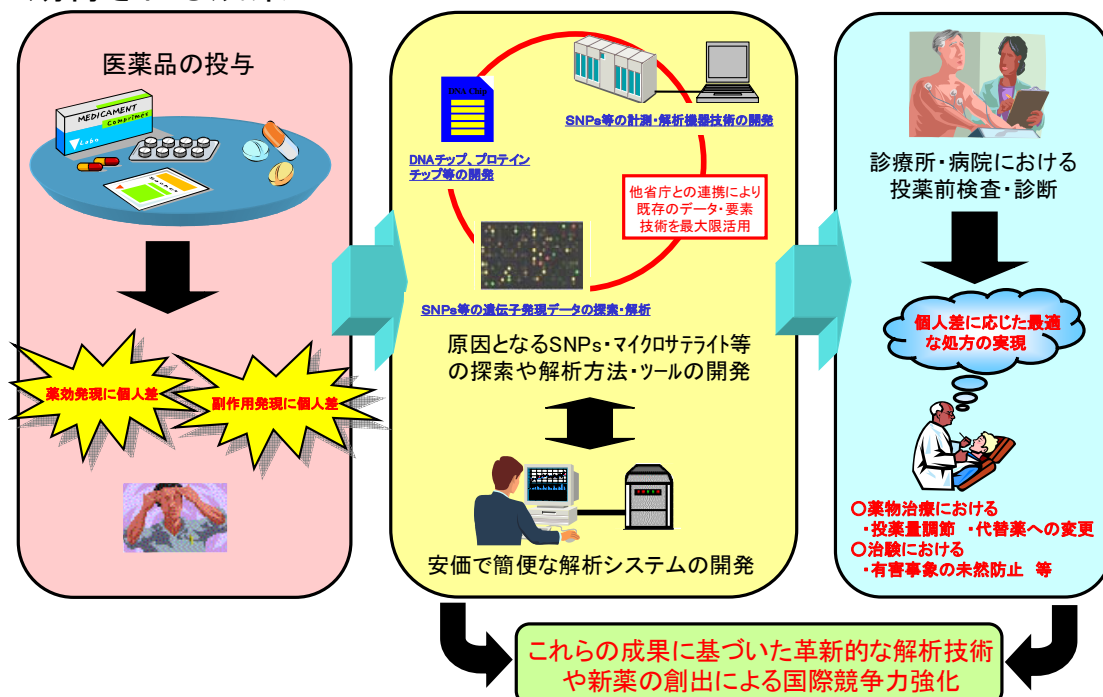 医薬品の投与
MEDICAMENT
Comprimes
Labo
薬効発現に個人差
副作用発現に個人差
DNA Chip
SNPs等の計測・解析機器技術の開発
DNAチップ、プロテイン
チップ等の開発
他省庁との連携により
既存のデータ・要素
技術を最大限活用
SNPs等の遺伝子発現データの探索・解析
原因となるSNPs・マイクロサテライト等
の探索や解析方法・ツールの開発
安価で簡便な解析システムの開発
診療所・病院における
投薬前検査・診断
個人差に応じた最適
な処方の実現
○薬物治療における
・投薬量調節 ・代替薬への変更
○治験における
・有害事象の未然防止 等
これらの成果に基づいた革新的な解析技術
や新薬の創出による国際競争力強化